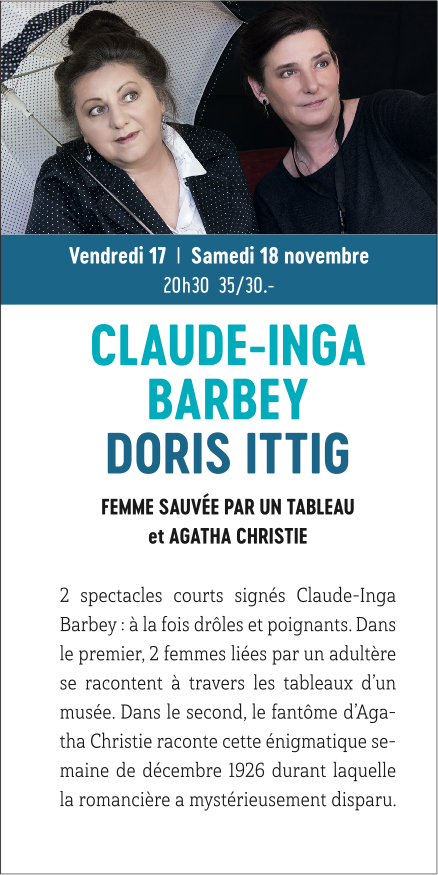 Vendredi 17 | Samedi 18 novembre
20h30 35/30.-
CLAUDE-INGA
BARBEY
DORIS ITTIG
FEMME SAUVÉE PAR UN TABLEAU
et AGATHA CHRISTIE
2 spectacles courts signés Claude-Inga
Barbey : à la fois drôles et poignants. Dans
le premier, 2 femmes liées par un adultère
se racontent à travers les tableaux d’un
musée. Dans le second, le fantôme d’Aga-
tha Christie raconte cette énigmatique se-
maine de décembre 1926 durant laquelle
la romancière a mystérieusement disparu.